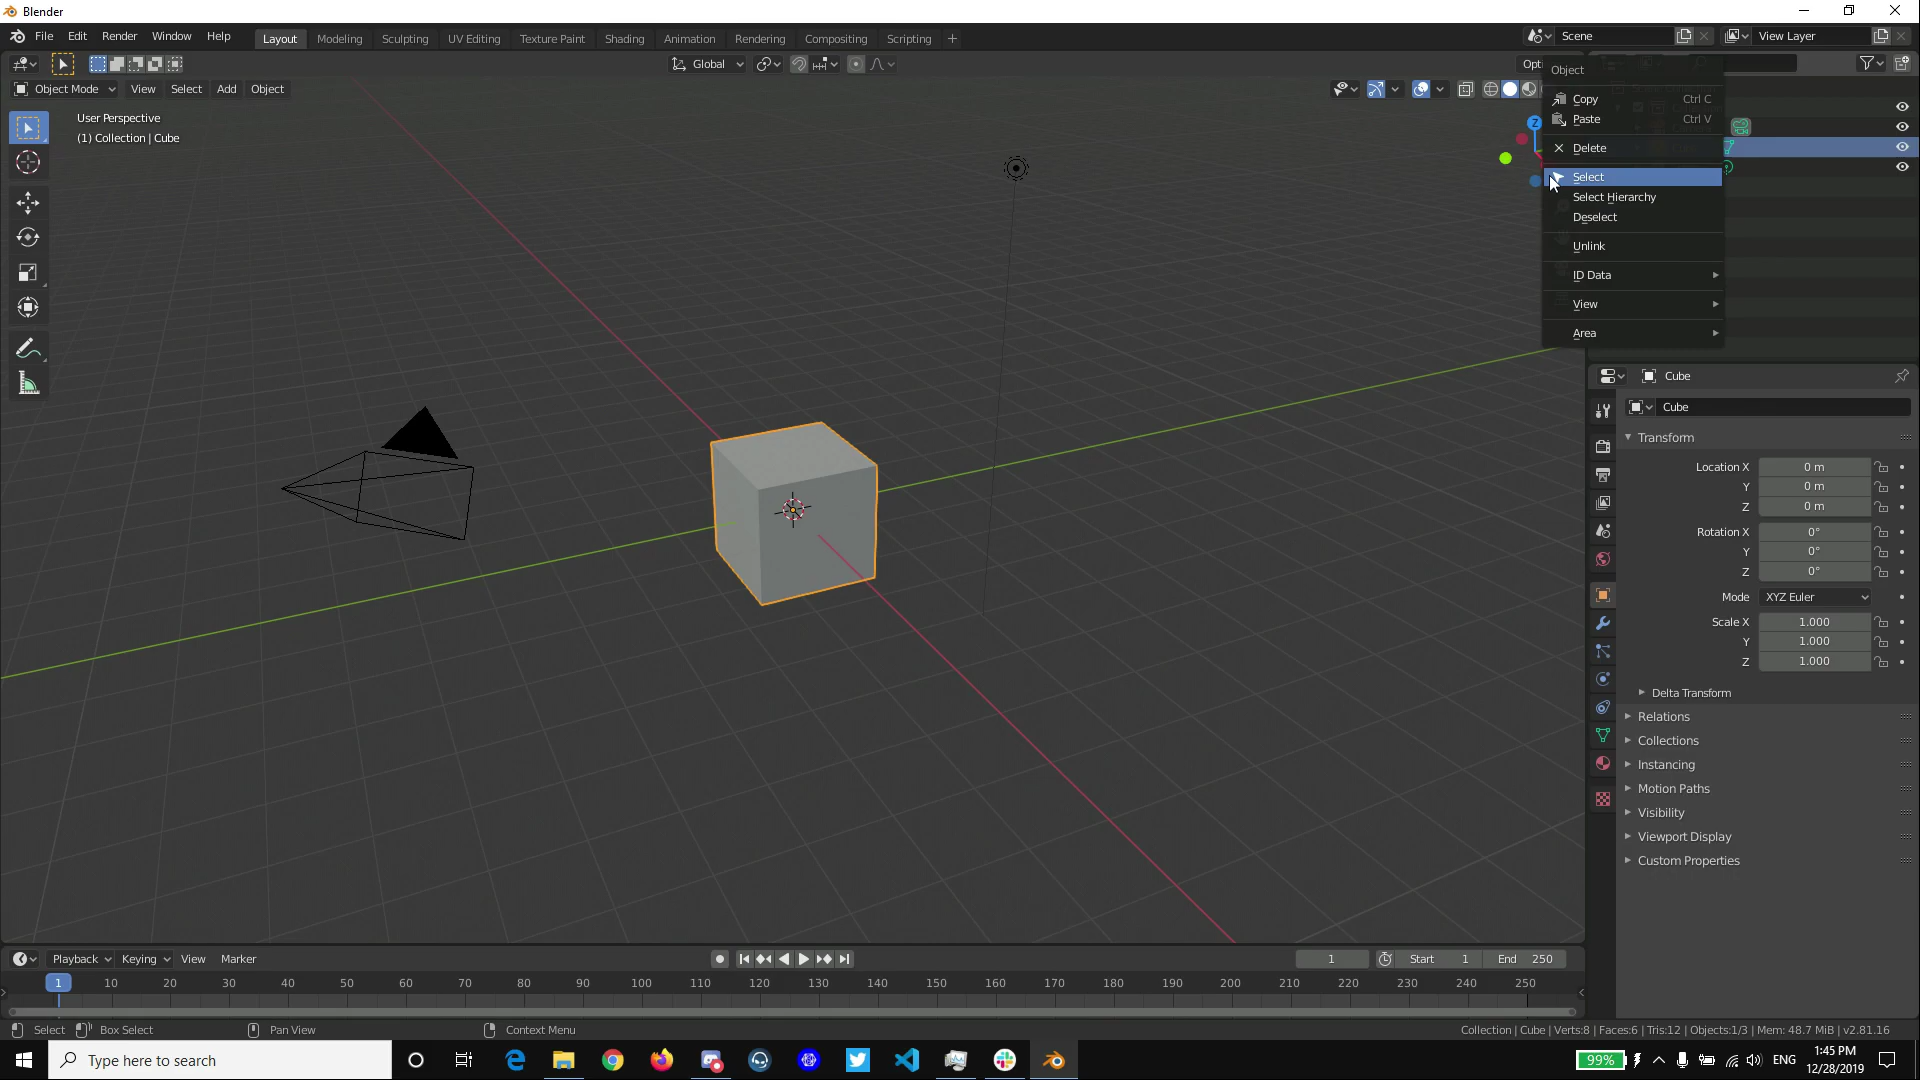 Blender
File Edit Render Window Help
Layout Modeling Sculpting UV Editing Texture Paint Shading Animation Rendering Compositing Scripting +
Scene
View Layer
Global
Opti
Object Mode View Select Add Object
User Perspective
(1) Collection | Cube
Z
Object
Copy Ctrl C
Paste Ctrl V
Delete
Select
Select Hierarchy
Deselect
Unlink
ID Data
View
Area
Cube
Cube
Transform
Location X 0 m
Y 0 m
Z 0 m
Rotation X 0°
Y 0°
Z 0°
Mode XYZ Euler
Scale X 1.000
Y 1.000
Z 1.000
Delta Transform
Relations
Collections
Instancing
Motion Paths
Visibility
Viewport Display
Custom Properties
Playback Keying View Marker
1 Start 1 End 250
1 10 20 30 40 50 60 70 80 90 100 110 120 130 140 150 160 170 180 190 200 210 220 230 240 250
Select Box Select Pan View Context Menu
Collection | Cube | Verts:8 | Faces:6 | Tris:12 | Objects:1/3 | Mem: 48.7 MiB | v2.81.16
Type here to search
99% ENG
1:45 PM
12/28/2019